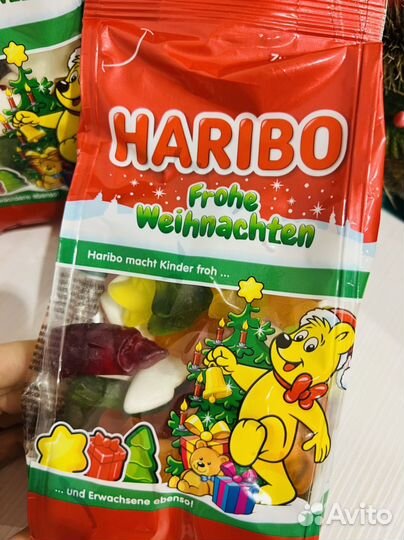 HARIBO
Frohe
Weihnachten
Haribo macht Kinder froh ...
... und Erwachsene ebenso!
Avito